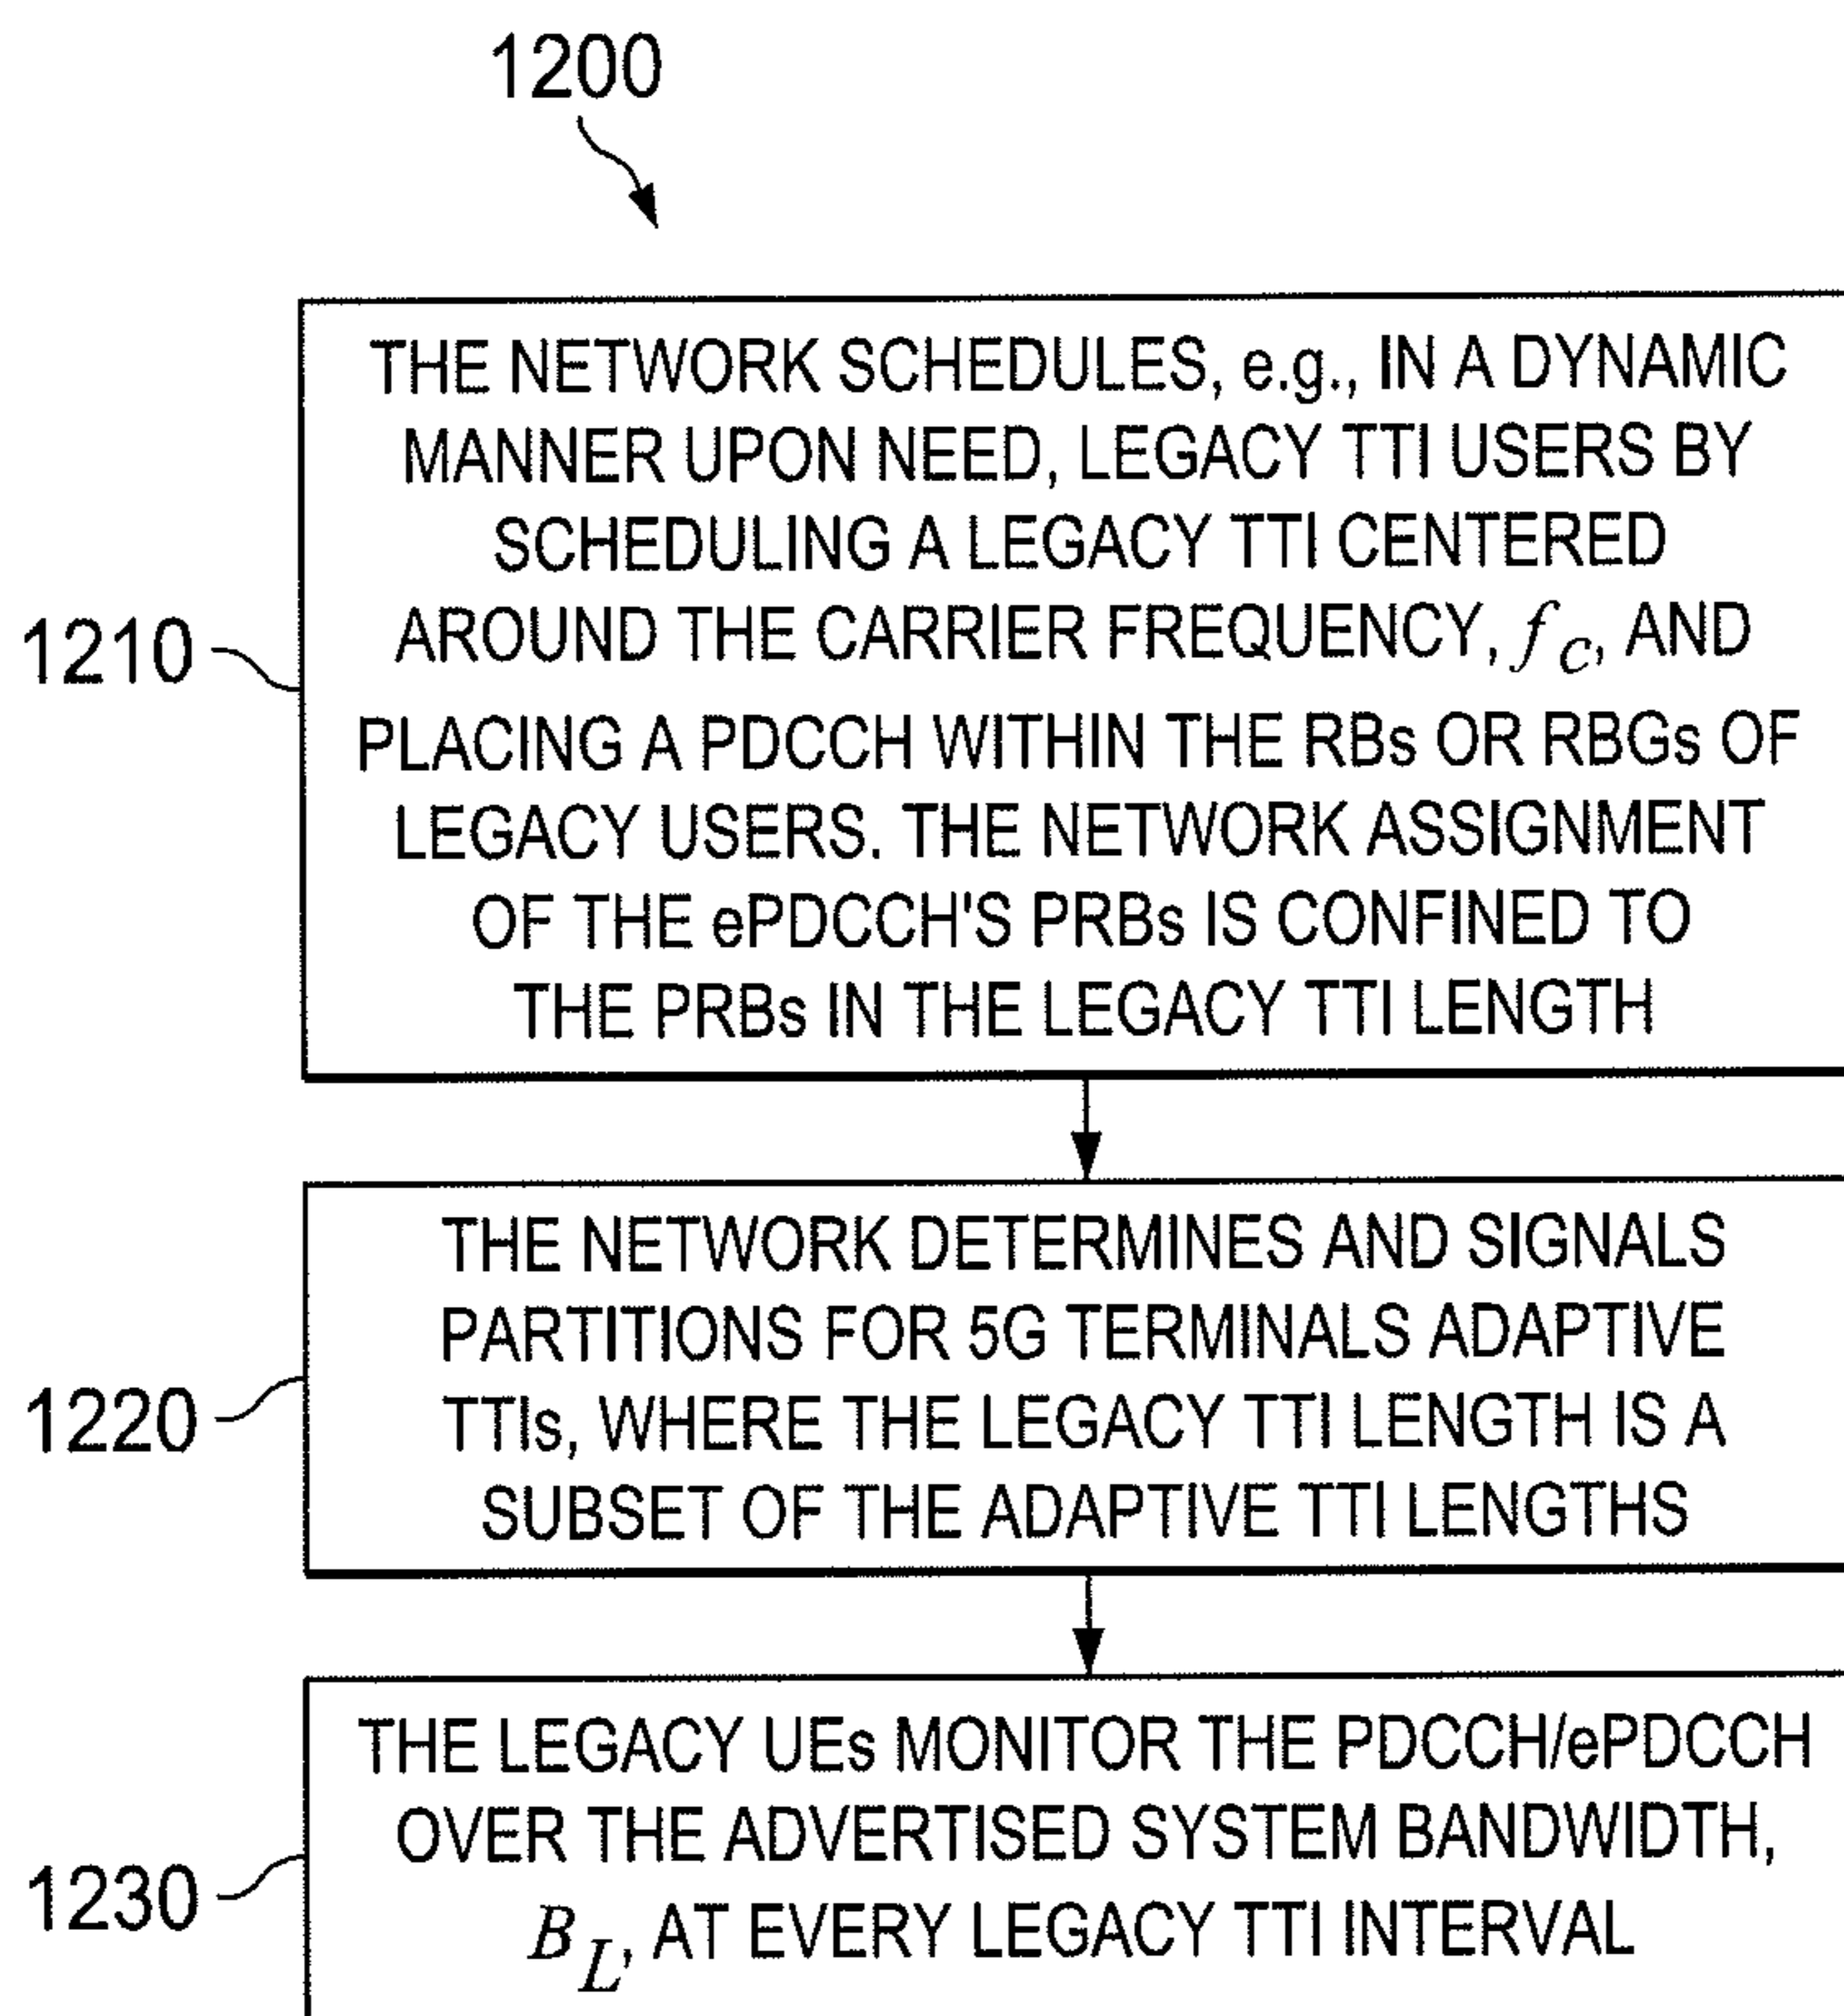 1200
THE NETWORK SCHEDULES, e.g., IN A DYNAMIC
MANNER UPON NEED, LEGACY TTI USERS BY
SCHEDULING A LEGACY TTI CENTERED
AROUND THE CARRIER FREQUENCY, f_c, AND
PLACING A PDCCH WITHIN THE RBs OR RBGs OF
LEGACY USERS. THE NETWORK ASSIGNMENT
OF THE ePDCCH'S PRBs IS CONFINED TO
THE PRBs IN THE LEGACY TTI LENGTH
1210
THE NETWORK DETERMINES AND SIGNALS
PARTITIONS FOR 5G TERMINALS ADAPTIVE
TTIs, WHERE THE LEGACY TTI LENGTH IS A
SUBSET OF THE ADAPTIVE TTI LENGTHS
1220
THE LEGACY UEs MONITOR THE PDCCH/ePDCCH
OVER THE ADVERTISED SYSTEM BANDWIDTH,
B_L, AT EVERY LEGACY TTI INTERVAL
1230